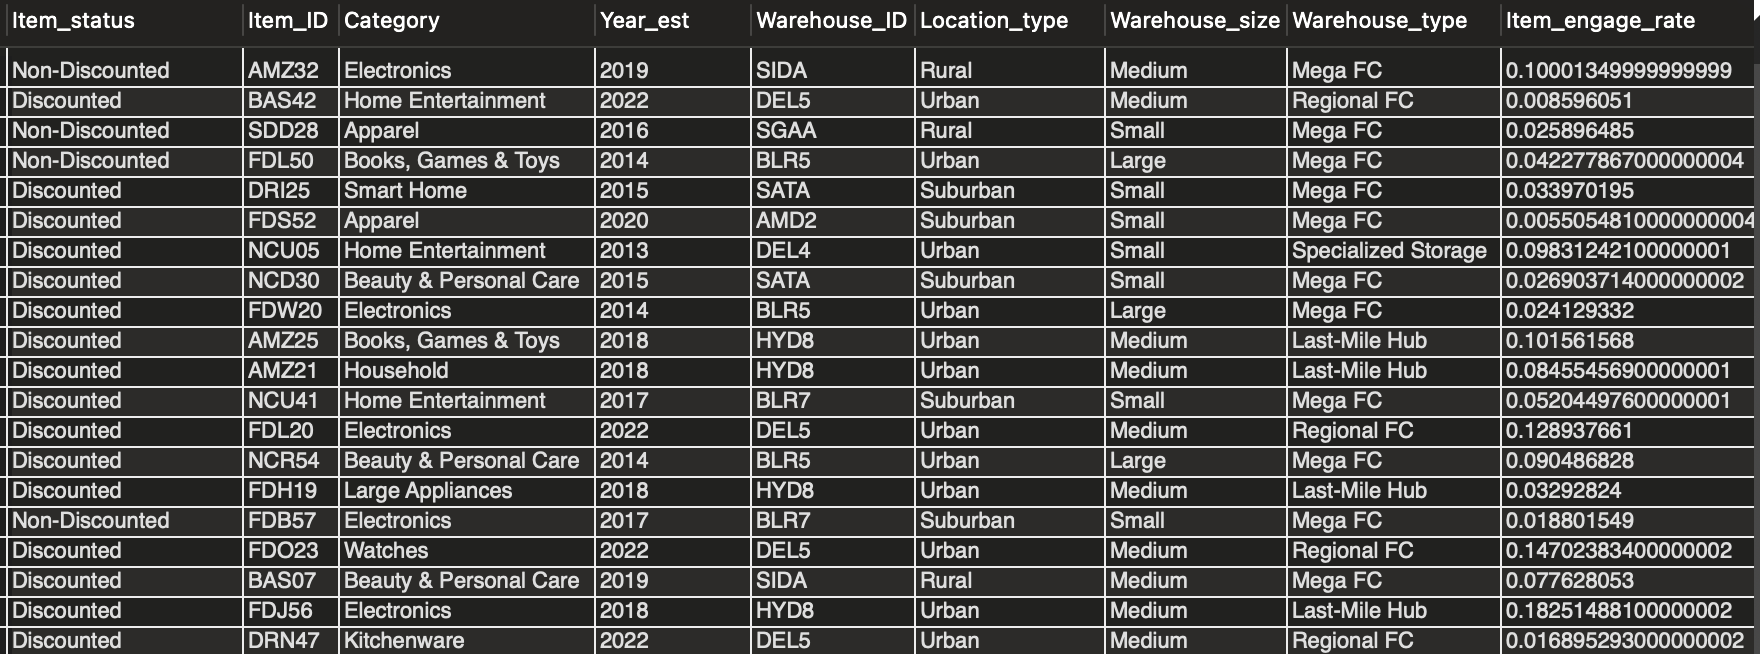 Item_status Item_ID Category Year_est Warehouse_ID Location_type Warehouse_size Warehouse_type Item_engage_rate
Non-Discounted AMZ32 Electronics 2019 SIDA Rural Medium Mega FC 0.10001349999999999
Discounted BAS42 Home Entertainment 2022 DEL5 Urban Medium Regional FC 0.008596051
Non-Discounted SDD28 Apparel 2016 SGAA Rural Small Mega FC 0.025896485
Non-Discounted FDL50 Books, Games & Toys 2014 BLR5 Urban Large Mega FC 0.042277867000000004
Discounted DRI25 Smart Home 2015 SATA Suburban Small Mega FC 0.033970195
Discounted FDS52 Apparel 2020 AMD2 Suburban Small Mega FC 0.0055054810000000004
Discounted NCU05 Home Entertainment 2013 DEL4 Urban Small Specialized Storage 0.09831242100000001
Discounted NCD30 Beauty & Personal Care 2015 SATA Suburban Small Mega FC 0.026903714000000002
Discounted FDW20 Electronics 2014 BLR5 Urban Large Mega FC 0.024129332
Discounted AMZ25 Books, Games & Toys 2018 HYD8 Urban Medium Last-Mile Hub 0.101561568
Discounted AMZ21 Household 2018 HYD8 Urban Medium Last-Mile Hub 0.08455456900000001
Discounted NCU41 Home Entertainment 2017 BLR7 Suburban Small Mega FC 0.05204497600000001
Discounted FDL20 Electronics 2022 DEL5 Urban Medium Regional FC 0.128937661
Discounted NCR54 Beauty & Personal Care 2014 BLR5 Urban Large Mega FC 0.090486828
Discounted FDH19 Large Appliances 2018 HYD8 Urban Medium Last-Mile Hub 0.03292824
Non-Discounted FDB57 Electronics 2017 BLR7 Suburban Small Mega FC 0.018801549
Discounted FDO23 Watches 2022 DEL5 Urban Medium Regional FC 0.14702383400000002
Discounted BAS07 Beauty & Personal Care 2019 SIDA Rural Medium Mega FC 0.077628053
Discounted FDJ56 Electronics 2018 HYD8 Urban Medium Last-Mile Hub 0.18251488100000002
Discounted DRN47 Kitchenware 2022 DEL5 Urban Medium Regional FC 0.016895293000000002